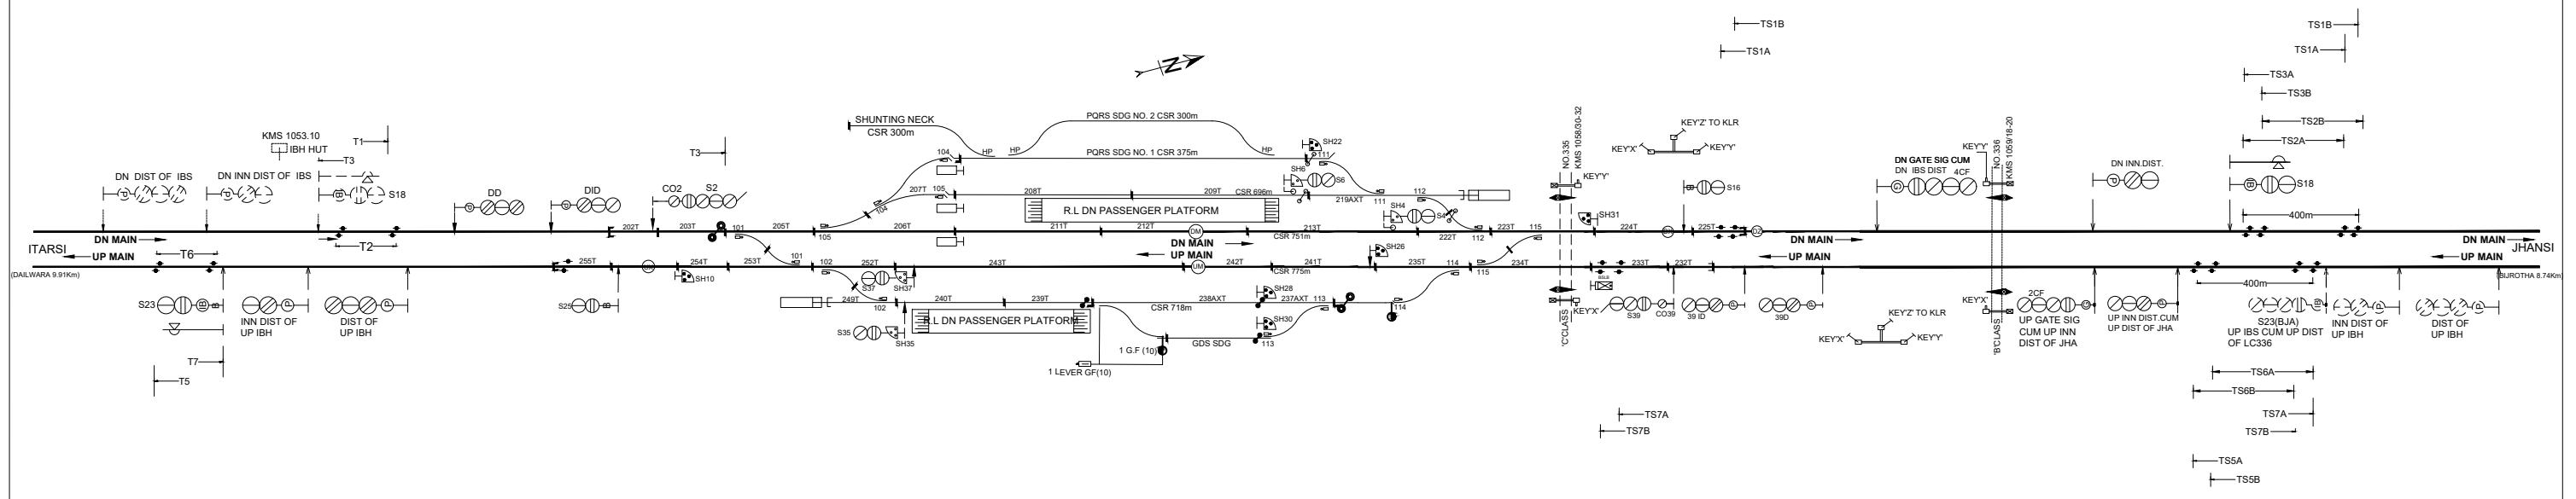 TS1B
TS1B
TS1A
TS1A
N
TS3A
TS3B
KEY'Z' TO KLR
TS2B
SHUNTING NECK
CSR 300m
PQRS SDG NO. 2 CSR 300m
NO.335
KMS 1058/30-32
KMS 1053.10
IBH HUT
T1
T3
T3
104
HP
HP
PQRS SDG NO. 1 CSR 375m
HP
SH22
111
KEY'X'
KEY'Y'
KEY'Y'
NO.336
KMS 1059/18-20
TS2A
DN DIST OF IBS
DN INN DIST OF IBS
S18
DD
DID
CO2
S2
207T
105
208T
209T
CSR 696m
SH6
S6
219AXT
111
112
KEY'Y'
S16
DN GATE SIG CUM
DN IBS DIST
4CF
DN INN.DIST.
S18
104
R.L DN PASSENGER PLATFORM
SH4
S4
SH31
400m
ITARSI
DN MAIN
UP MAIN
T6
T2
202T
203T
101
205T
105
206T
211T
212T
DM
213T
CSR 751m
222T
112
223T
115
224T
225T
DZ
DN MAIN
DN MAIN
UP MAIN
UP MAIN
DN MAIN
UP MAIN
JHANSI
(DAILWARA 9.91Km)
255T
254T
SH10
253T
101
102
252T
S37
SH37
243T
UM
242T
241T
CSR 775m
SH26
235T
114
115
234T
233T
232T
S23
B
INN DIST OF
UP IBH
DIST OF
UP IBH
S25
B
249T
102
240T
239T
238AXT
SH28
237AXT
113
CSR 718m
114
400m
R.L DN PASSENGER PLATFORM
S35
SH35
SH30
113
GDS SDG
1 G.F (10)
1 LEVER GF(10)
'C'CLASS
KEY'X'
S39
CO39
39 ID
39D
KEY'Z' TO KLR
KEY'X'
KEY'Y'
KEY'X'
'B'CLASS
2CF
UP GATE SIG
CUM UP INN
DIST OF JHA
UP INN DIST.CUM
UP DIST OF JHA
S23(BJA)
UP IBS CUM UP DIST
OF LC336
INN DIST OF
UP IBH
DIST OF
UP IBH
T7
T5
TS6A
TS6B
TS7A
TS7A
TS7B
TS7B
TS5A
TS5B